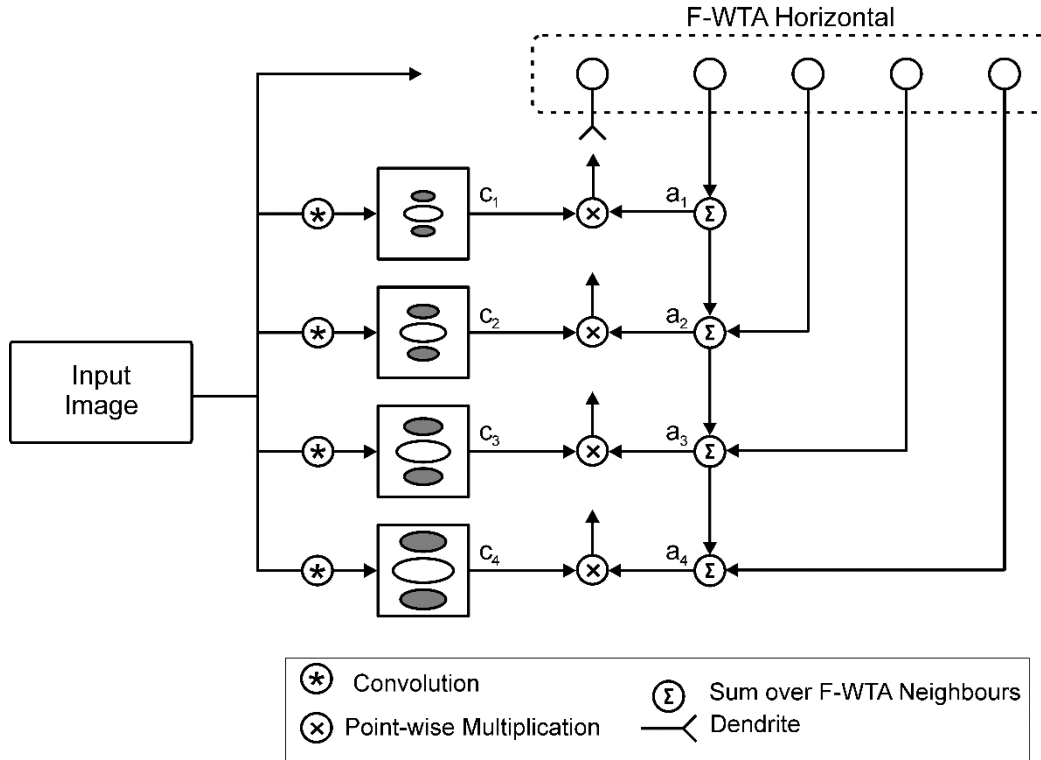 F-WTA Horizontal
c₁
a₁
c₂
a₂
Input
Image
c₃
a₃
c₄
a₄
Convolution
Σ Sum over F-WTA Neighbours
Point-wise Multiplication
Dendrite